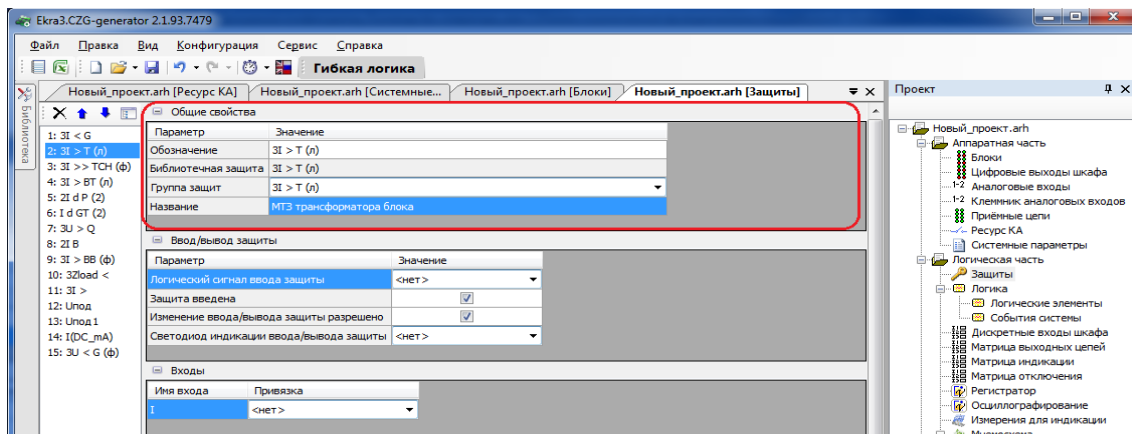 Ekra3.CZG-generator 2.1.93.7479
Файл Правка Вид Конфигурация Сервис Справка
Гибкая логика
Новый_проект.arh [Ресурс КА] Новый_проект.arh [Системные... Новый_проект.arh [Блоки] Новый_проект.arh [Защиты]
Библиотека
1: 3I < G
2: 3I > T (л)
3: 3I >> ТСН (ф)
4: 3I > ВТ (л)
5: 2I d P (2)
6: I d GT (2)
7: 3U > Q
8: 2I B
9: 3I > BB (ф)
10: 3Zload <
11: 3I >
12: Uпод
13: Uпод1
14: I(DC_mA)
15: 3U < G (ф)
Общие свойства
Параметр Значение
Обозначение 3I > T (л)
Библиотечная защита 3I > T (л)
Группа защит 3I > T (л)
Название МТЗ трансформатора блока
Ввод/вывод защиты
Параметр Значение
Логический сигнал ввода защиты <нет>
Защита введена
Изменение ввода/вывода защиты разрешено
Светодиод индикации ввода/вывода защиты <нет>
Входы
Имя входа Привязка
I <нет>
Проект
Новый_проект.arh
Аппаратная часть
Блоки
Цифровые выходы шкафа
1-2 Аналоговые входы
1-2 Клеммник аналоговых входов
Приёмные цепи
Ресурс КА
Системные параметры
Логическая часть
Защиты
Логика
Логические элементы
События системы
Дискретные входы шкафа
Матрица выходных цепей
Матрица индикации
Матрица отключения
Регистратор
Осциллографирование
Измерения для индикации